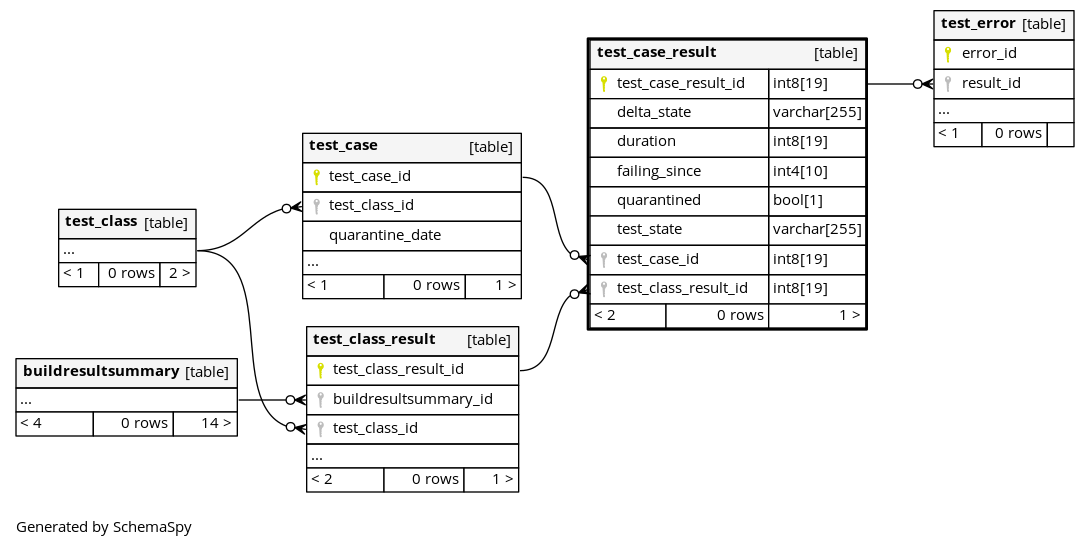 test_error [table]
error_id
result_id
...
< 1 0 rows
test_case_result [table]
test_case_result_id int8[19]
delta_state varchar[255]
duration int8[19]
failing_since int4[10]
quarantined bool[1]
test_state varchar[255]
test_case_id int8[19]
test_class_result_id int8[19]
< 2 0 rows 1 >
test_case [table]
test_case_id
test_class_id
quarantine_date
...
< 1 0 rows 1 >
test_class [table]
...
< 1 0 rows 2 >
test_class_result [table]
test_class_result_id
buildresultsummary_id
test_class_id
...
< 2 0 rows 1 >
buildresultsummary [table]
...
< 4 0 rows 14 >
Generated by SchemaSpy